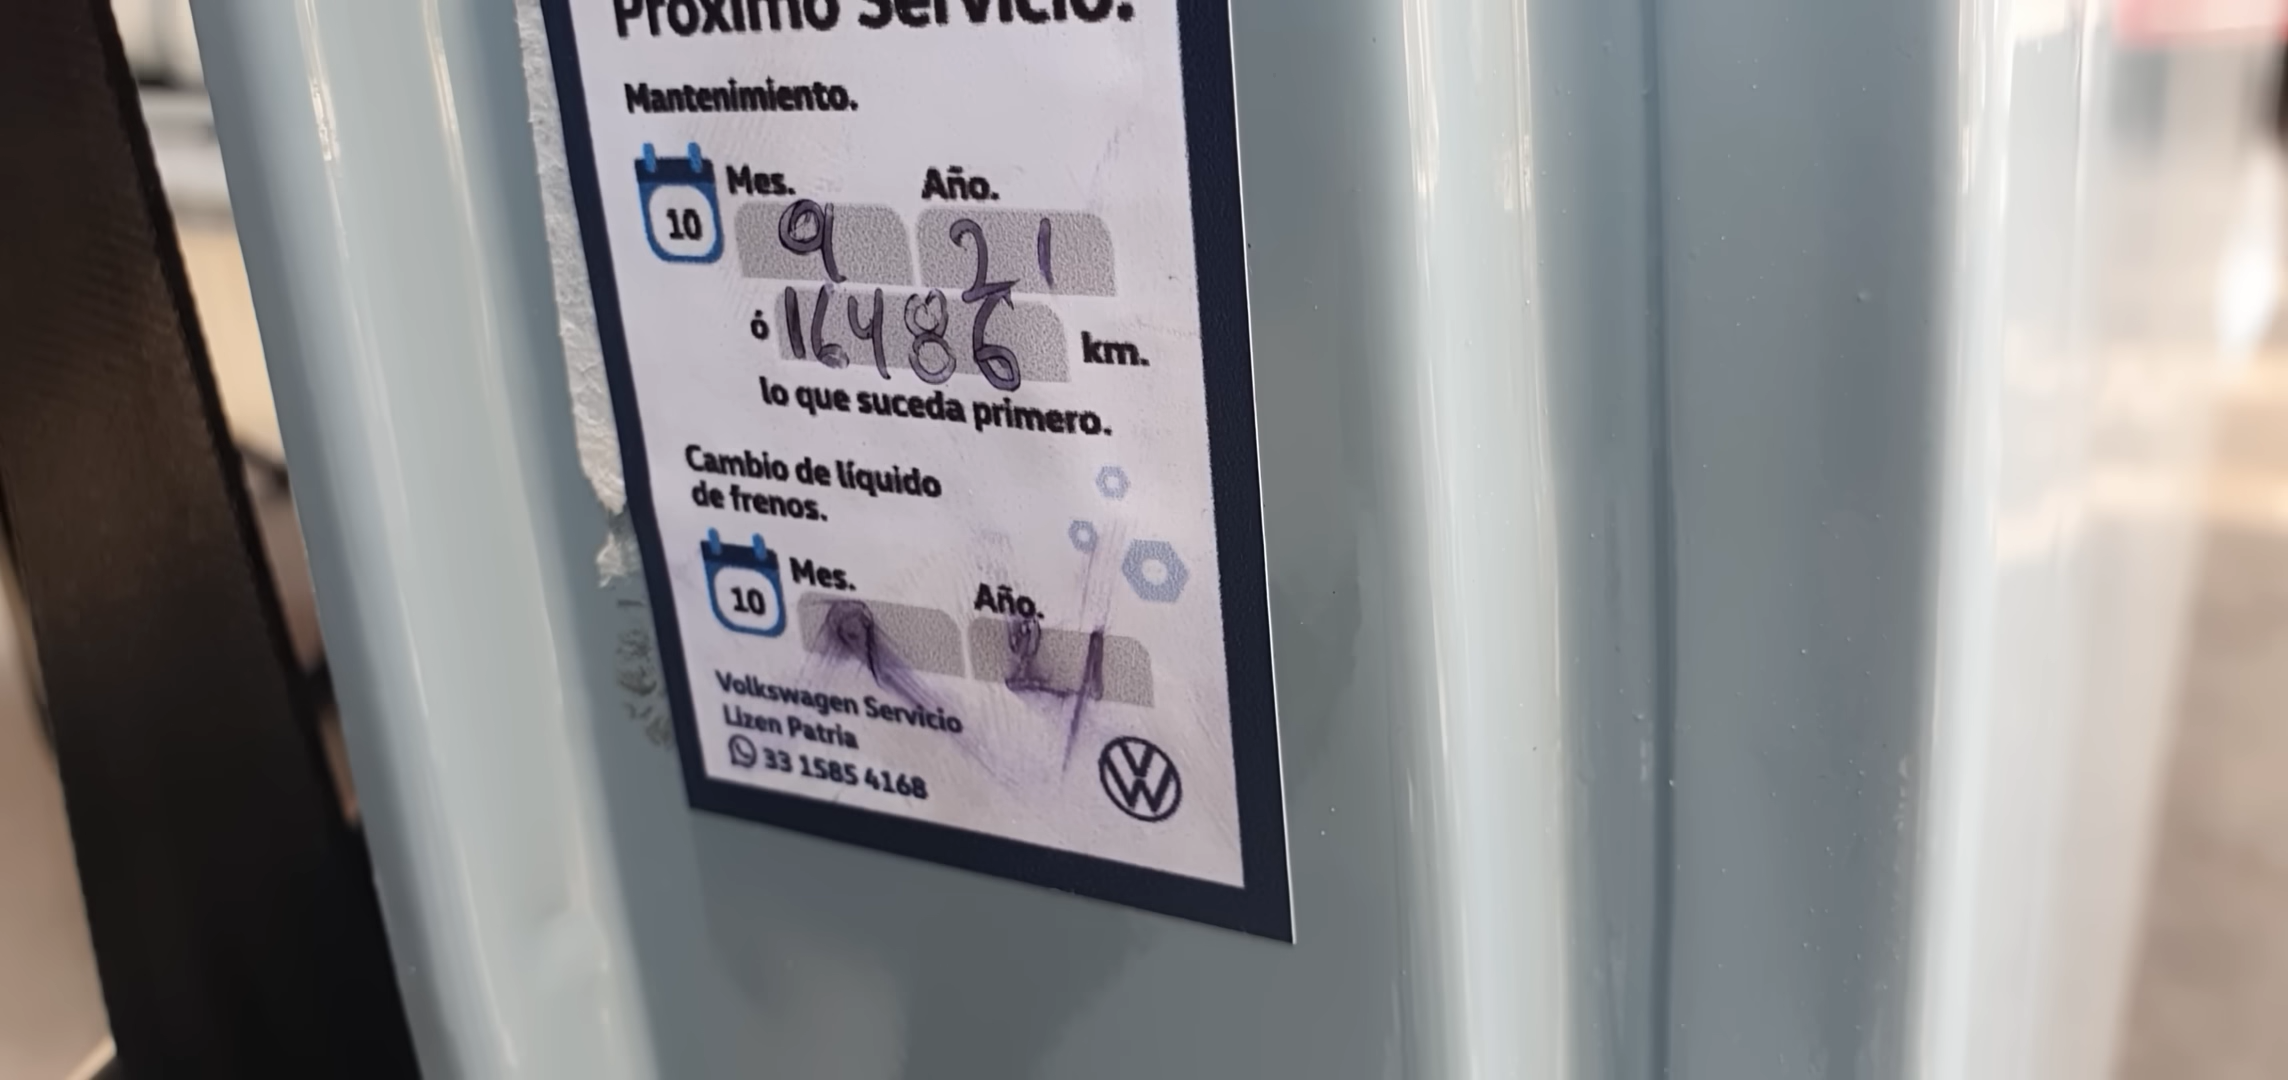 Próximo Servicio.
Mantenimiento.
Mes. Año.
10 9 21
ó 16486 km.
lo que suceda primero.
Cambio de líquido
de frenos.
Mes. Año.
10 9 21
Volkswagen Servicio
Lizen Patria
33 1585 4168